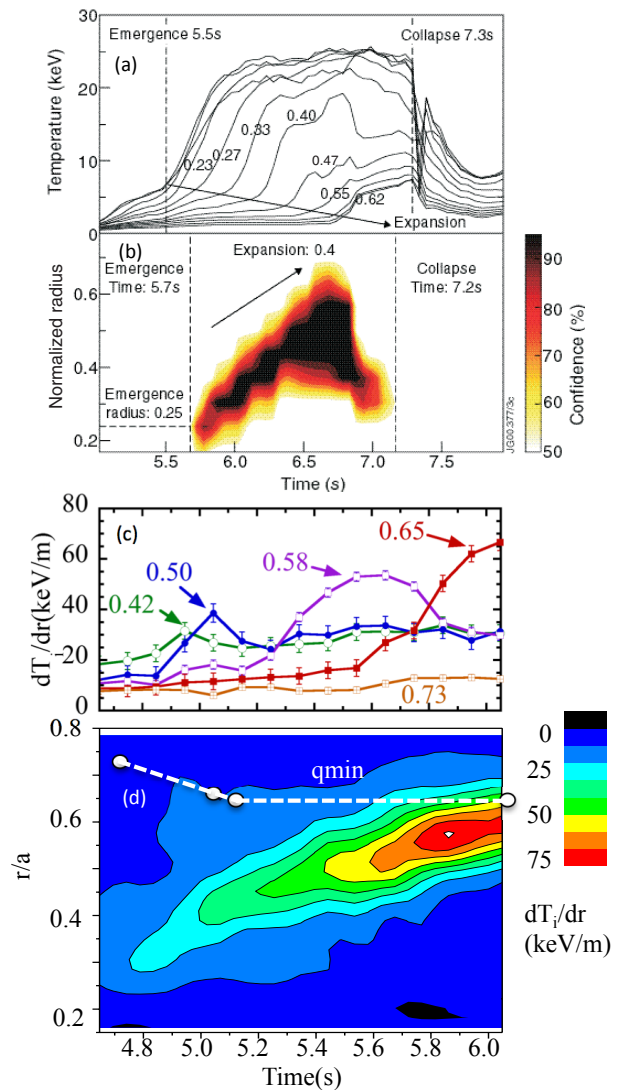 Emergence 5.5s
Collapse 7.3s
(a)
Temperature (keV)
30
25
20
10
5
0
0.23
0.27
0.33
0.40
0.47
0.55
0.62
Expansion
(b)
Expansion: 0.4
Emergence
Time: 5.7s
Collapse
Time: 7.2s
Normalized radius
0.6
0.4
0.2
Emergence
radius: 0.25
5.5
6.0
6.5
7.0
7.5
Time (s)
JG00.377/3c
90
80
70
60
50
Confidence (%)
(c)
dT /dr(keV/m)
80
60
40
20
0
0.42
0.50
0.58
0.65
0.73
(d)
qmin
r/a
0.8
0.6
0.4
0.2
4.8
5.0
5.2
5.4
5.6
5.8
6.0
Time(s)
0
25
50
75
dTi/dr
(keV/m)